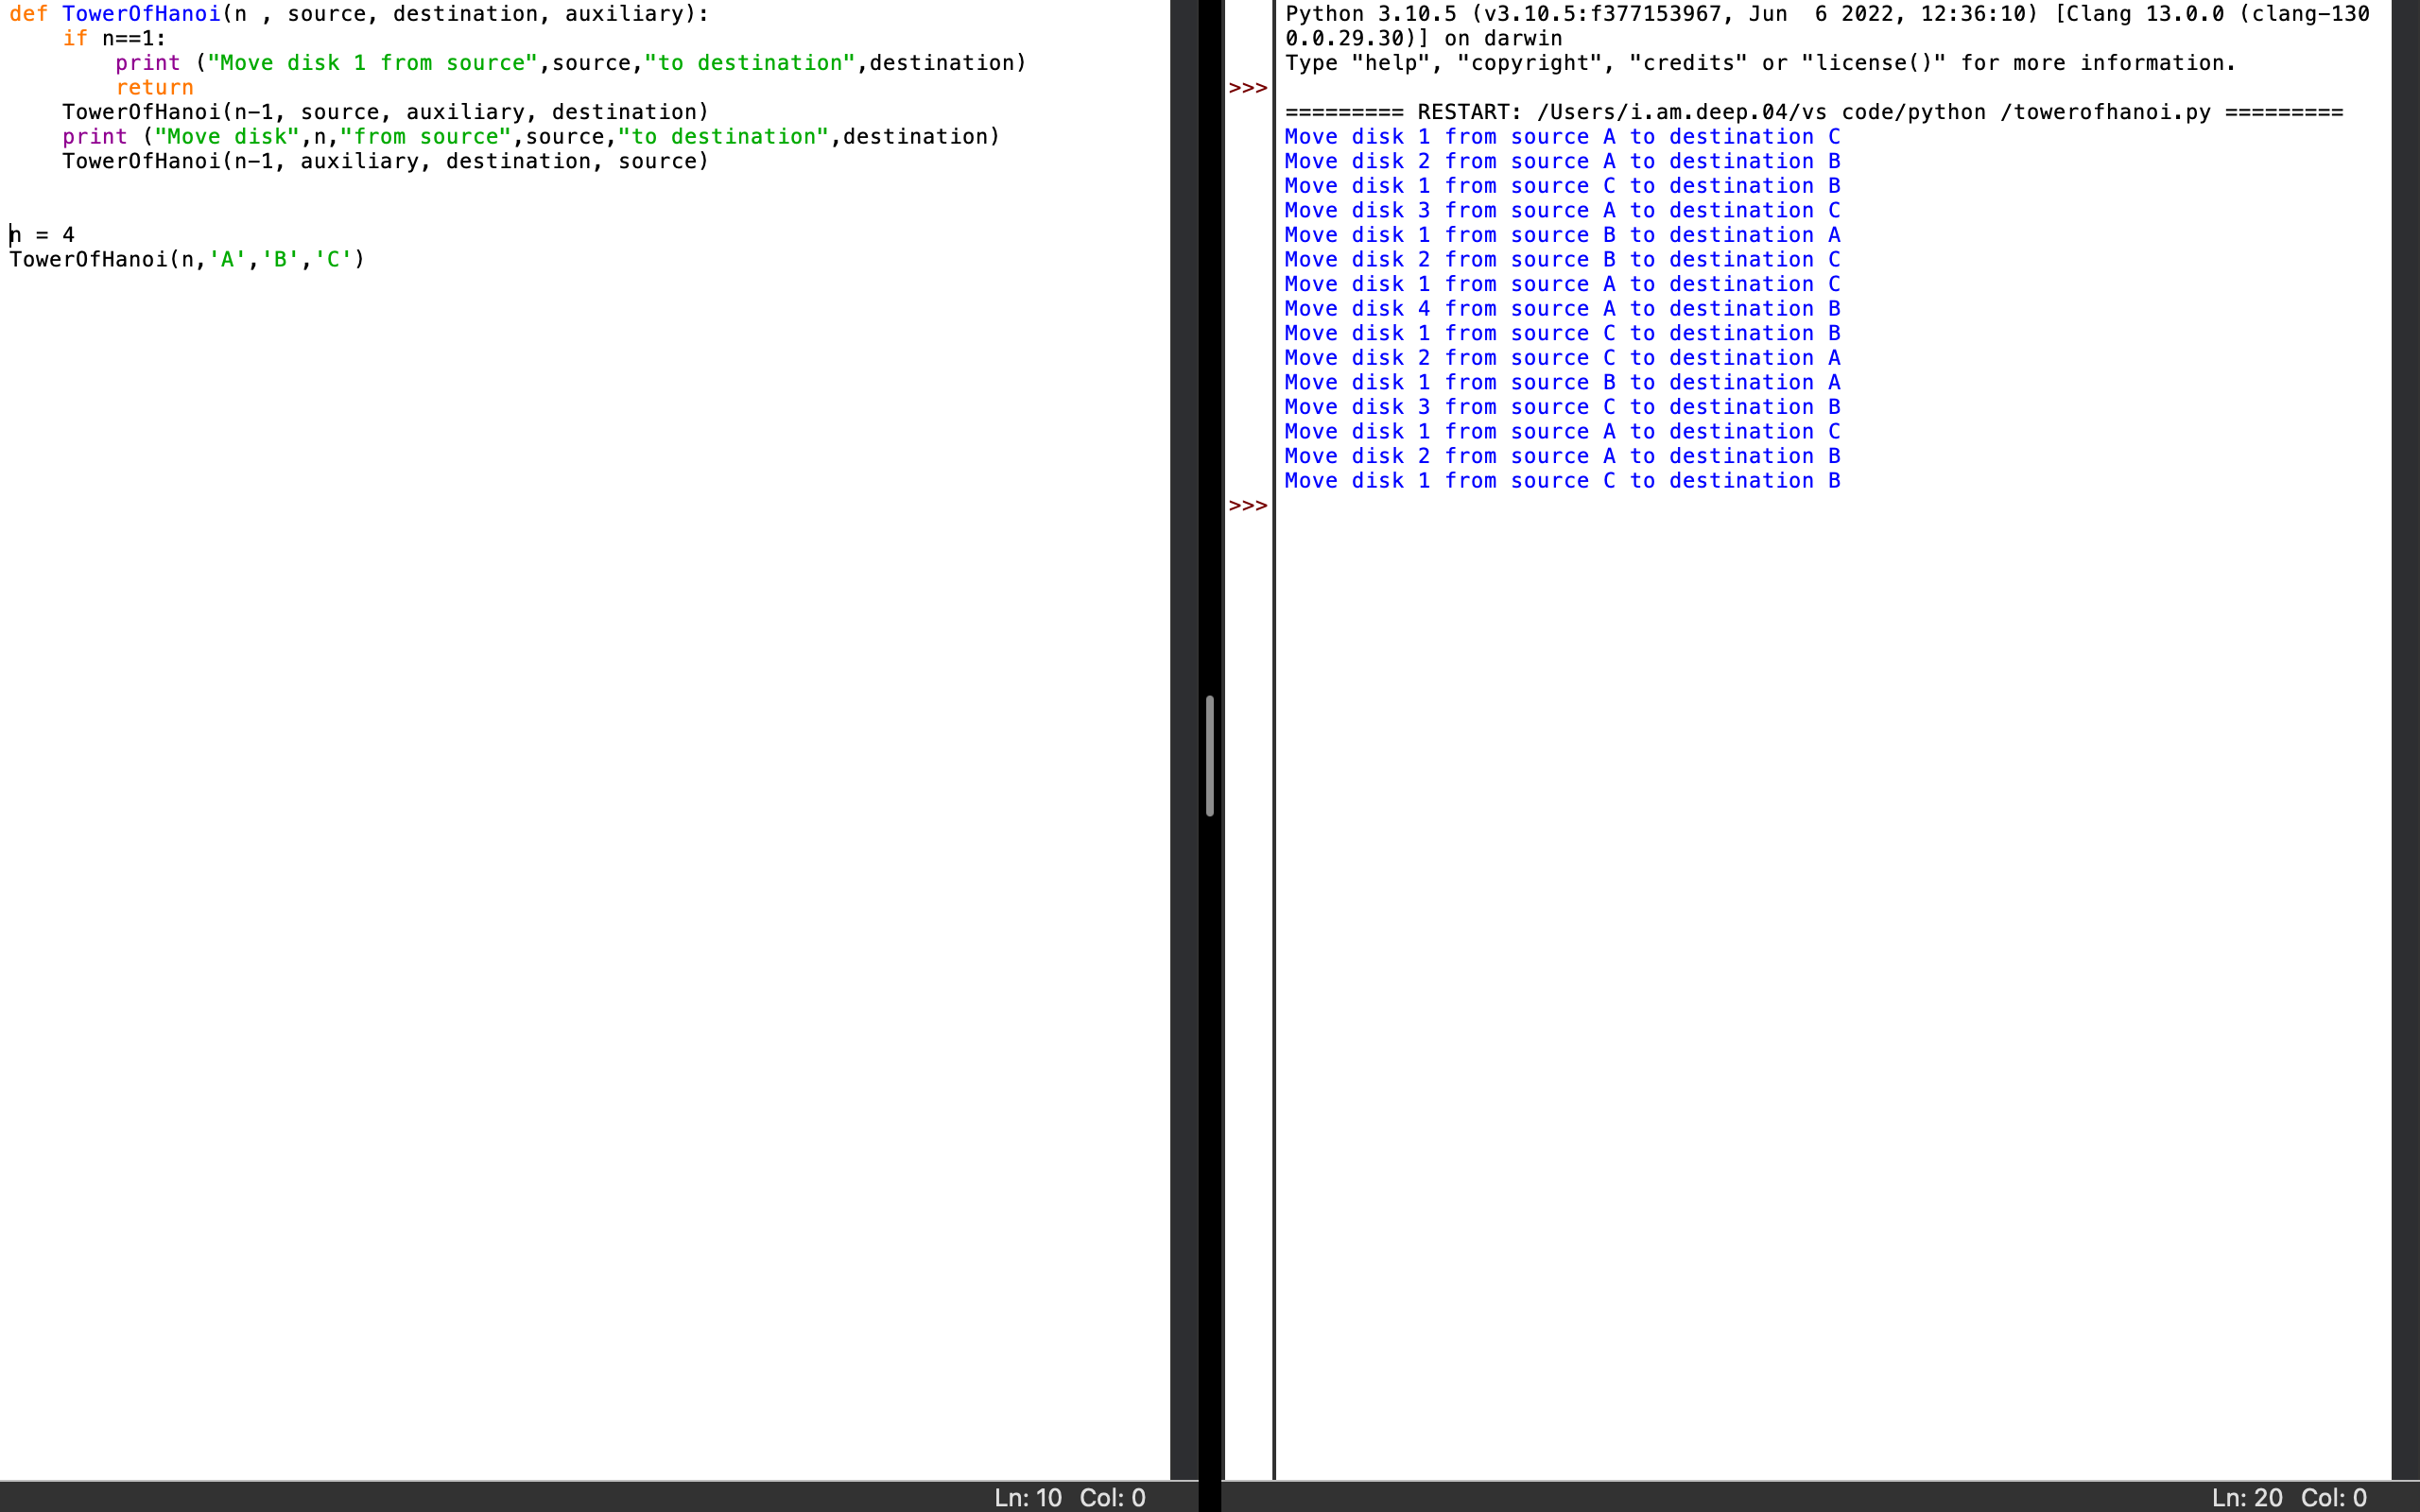 def TowerOfHanoi(n , source, destination, auxiliary):
    if n==1:
        print ("Move disk 1 from source",source,"to destination",destination)
        return
    TowerOfHanoi(n-1, source, auxiliary, destination)
    print ("Move disk",n,"from source",source,"to destination",destination)
    TowerOfHanoi(n-1, auxiliary, destination, source)
n = 4
TowerOfHanoi(n,'A','B','C')
Ln: 10 Col: 0
Python 3.10.5 (v3.10.5:f377153967, Jun  6 2022, 12:36:10) [Clang 13.0.0 (clang-130
0.0.29.30)] on darwin
Type "help", "copyright", "credits" or "license()" for more information.
>>>
========= RESTART: /Users/i.am.deep.04/vs code/python /towerofhanoi.py =========
Move disk 1 from source A to destination C
Move disk 2 from source A to destination B
Move disk 1 from source C to destination B
Move disk 3 from source A to destination C
Move disk 1 from source B to destination A
Move disk 2 from source B to destination C
Move disk 1 from source A to destination C
Move disk 4 from source A to destination B
Move disk 1 from source C to destination B
Move disk 2 from source C to destination A
Move disk 1 from source B to destination A
Move disk 3 from source C to destination B
Move disk 1 from source A to destination C
Move disk 2 from source A to destination B
Move disk 1 from source C to destination B
>>>
Ln: 20 Col: 0